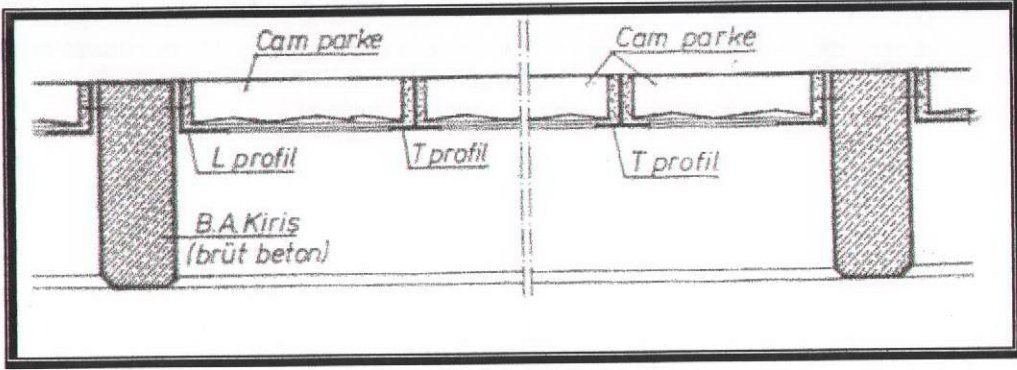 Cam parke
Cam parke
L profil
T profil
T profil
B.A.Kiriş
(brüt beton)